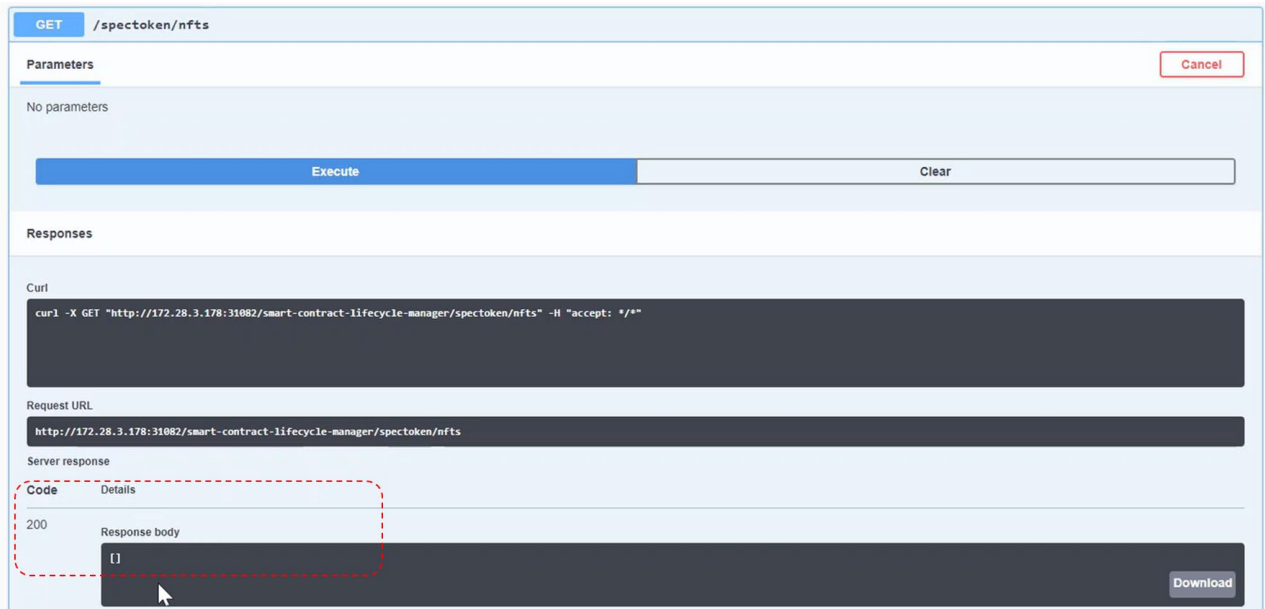 GET /spectoken/nfts
Parameters
Cancel
No parameters
Execute
Clear
Responses
Curl
curl -X GET "http://172.28.3.178:31082/smart-contract-lifecycle-manager/spectoken/nfts" -H "accept: */*"
Request URL
http://172.28.3.178:31082/smart-contract-lifecycle-manager/spectoken/nfts
Server response
Code Details
200
Response body
[]
Download